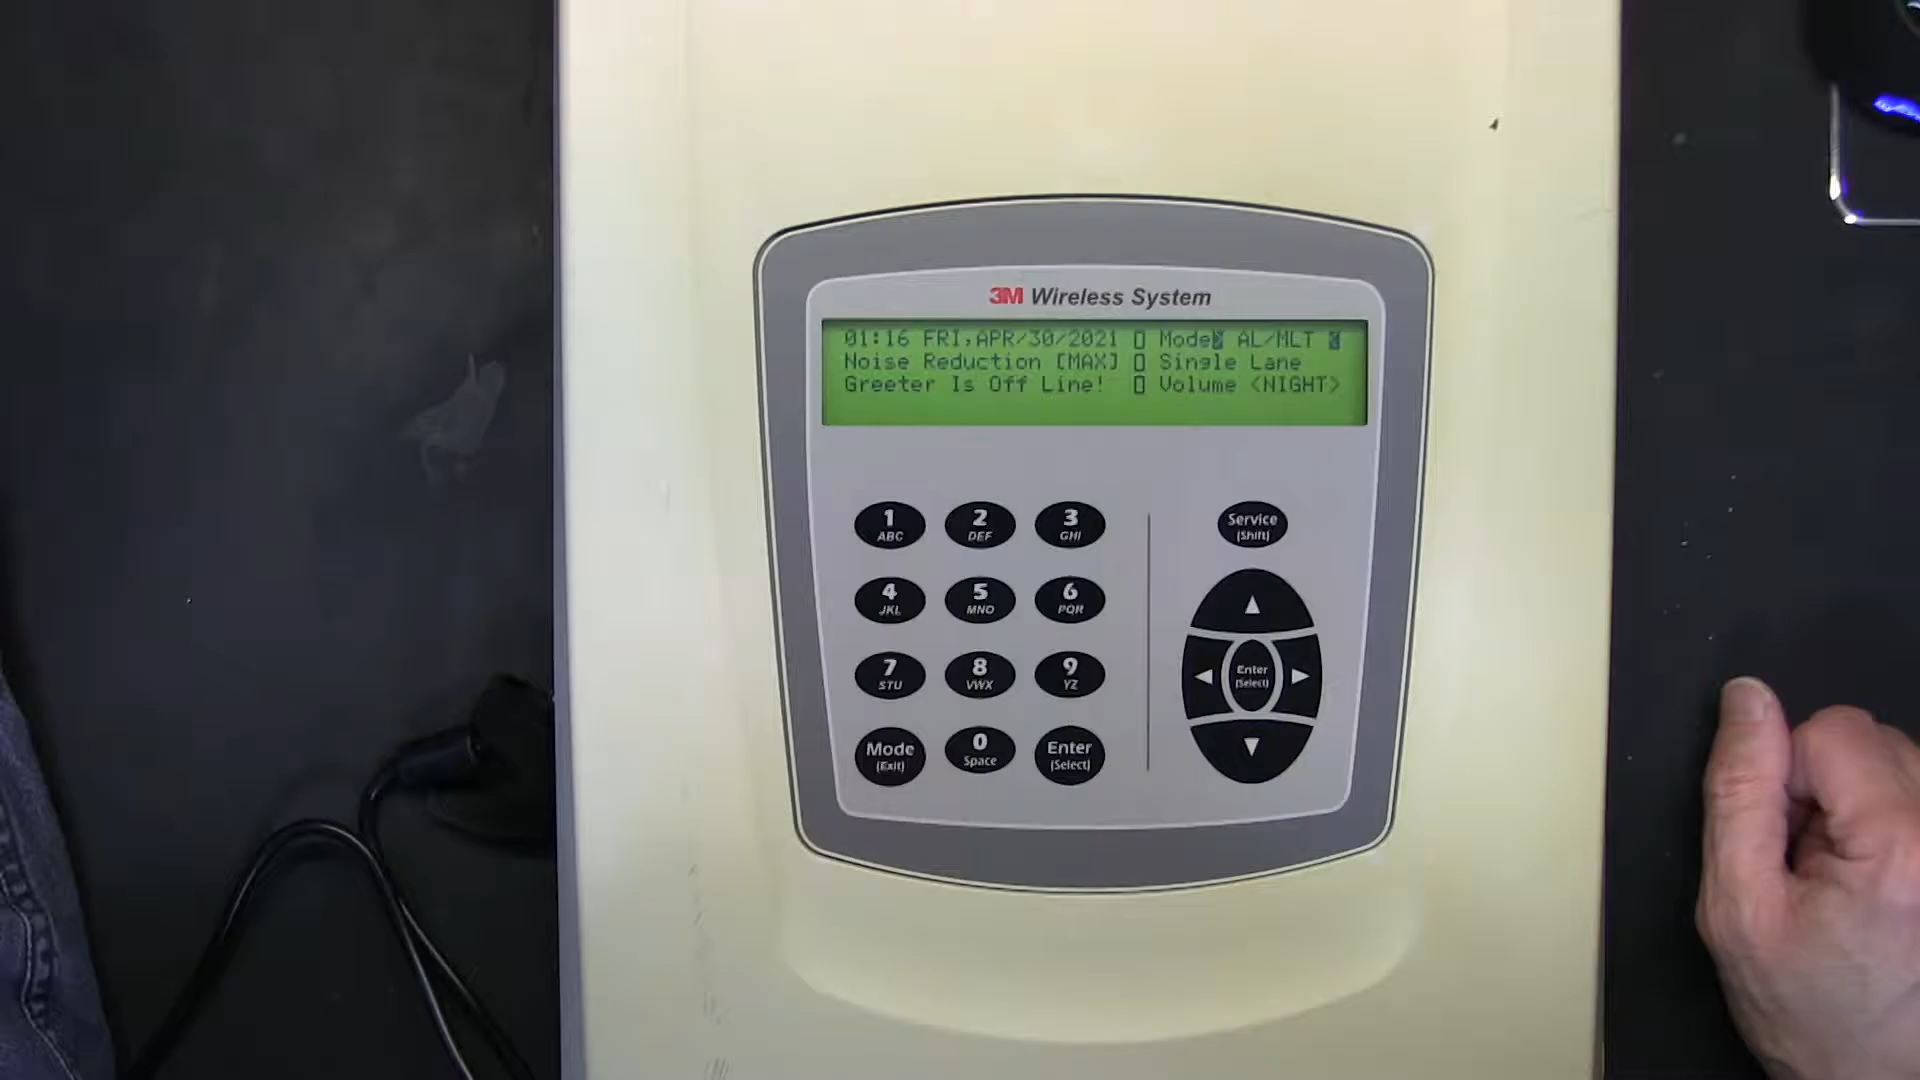 3M Wireless System
01:16 FRI,APR/30/2021 Mode AL/MLT
Noise Reduction [MAX] Single Lane
Greeter Is Off Line! Volume <NIGHT>
1 2 3 Service
ABC DEF GHI (Shift)
4 5 6
JKL MNO PQR
7 8 9 Enter
STU VWX YZ (Select)
Mode 0 Enter
(Exit) Space (Select)